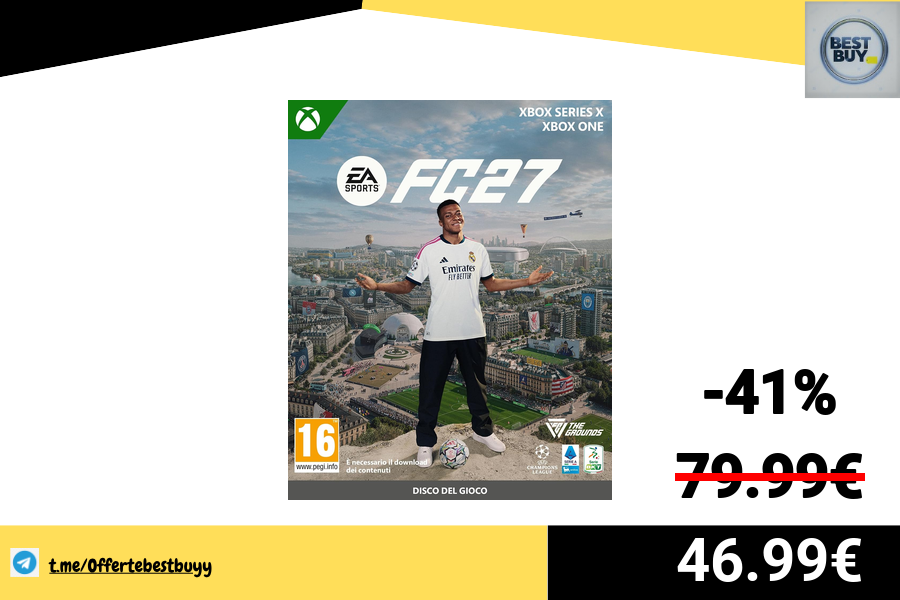 BEST
BUY
XBOX SERIES X
XBOX ONE
EA
SPORTS
FC27
Emirates
FLY BETTER
THE
GROUNDS
16
www.pegi.info
È necessario il download
dei contenuti
CHAMPIONS
LEAGUE
SERIE A
DISCO DEL GIOCO
-41%
79.99€
t.me/Offertebestbuyy
46.99€